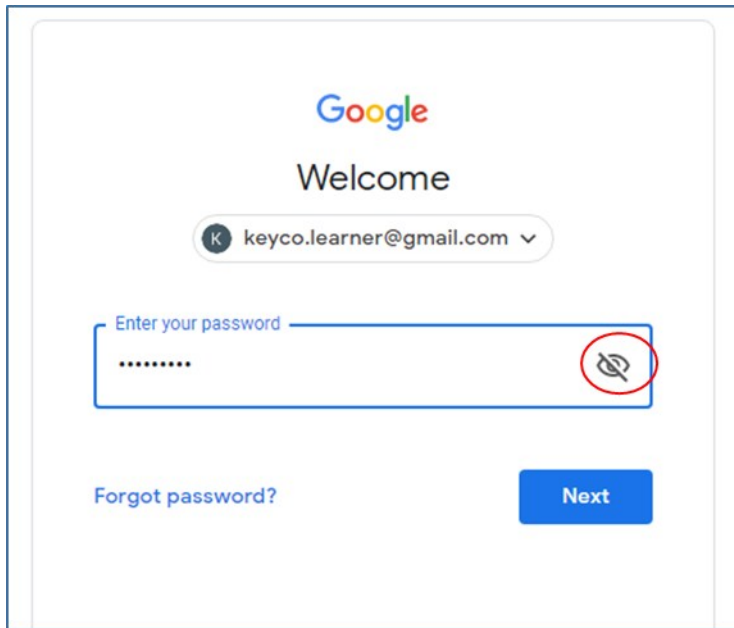 Google
Welcome
K keyco.learner@gmail.com
Enter your password
•••••••••
Forgot password?
Next